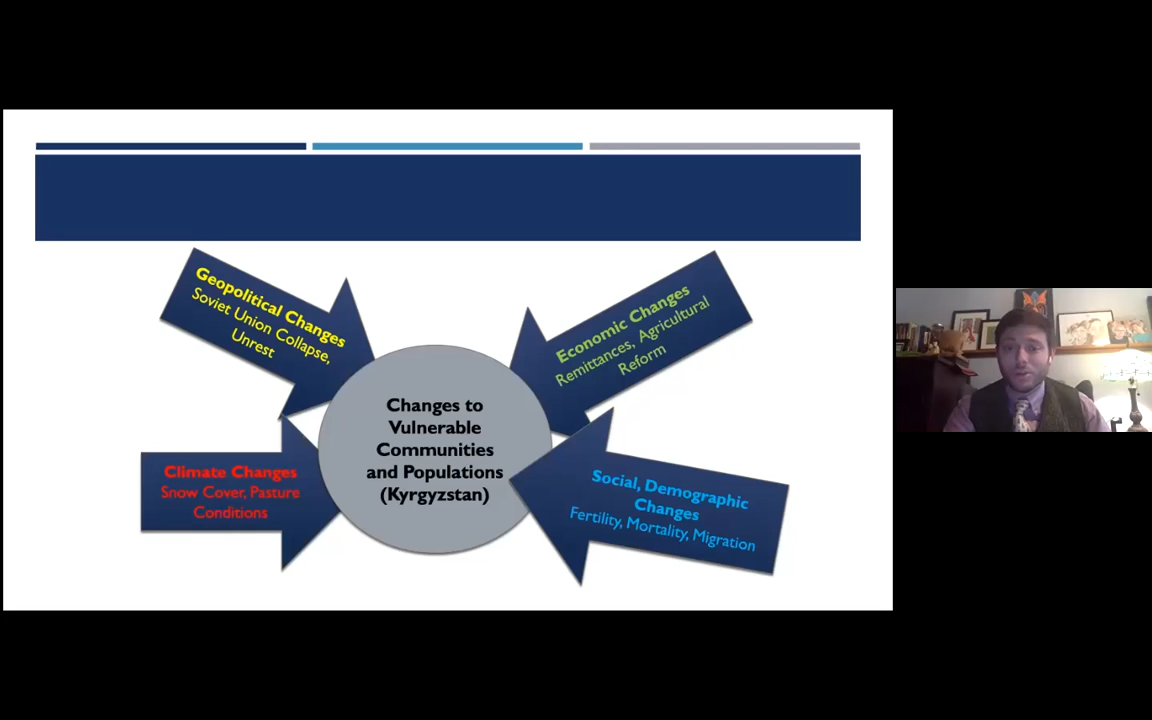 Geopolitical Changes
Soviet Union Collapse,
Unrest
Economic Changes
Remittances, Agricultural
Reform
Changes to
Vulnerable
Communities
and Populations
(Kyrgyzstan)
Climate Changes
Snow Cover, Pasture
Conditions
Social, Demographic
Changes
Fertility, Mortality, Migration